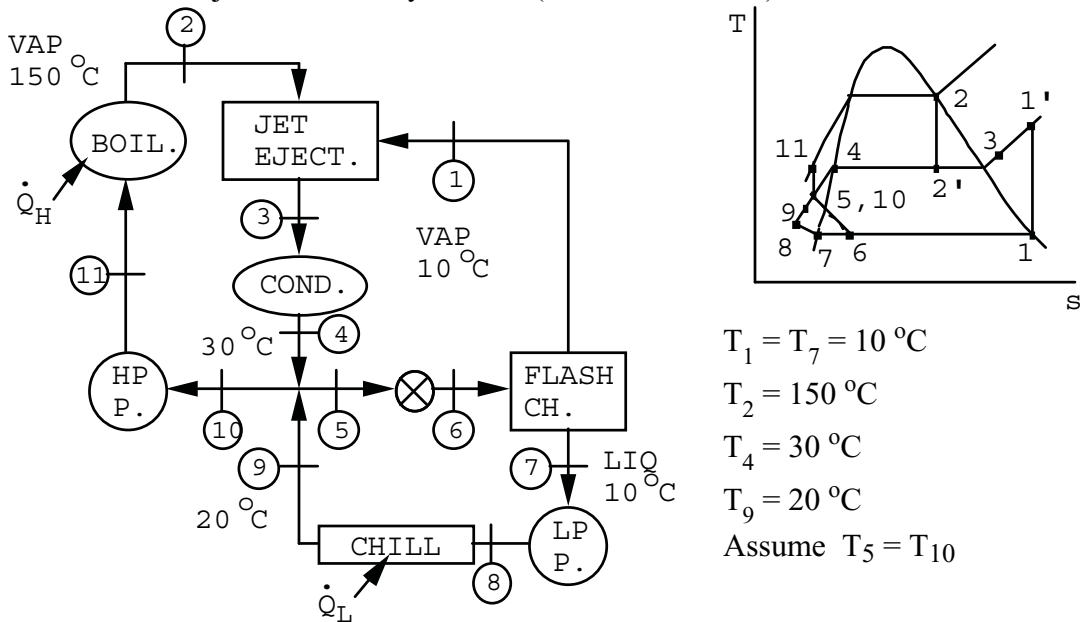 2
VAP
150 °C
BOIL.
Q̇H
JET
EJECT.
1
3
VAP
10 °C
11
COND.
30 °C
4
HP
P.
FLASH
CH.
10
5
6
9
20 °C
7
LIQ
10 °C
CHILL
8
LP
P.
Q̇L
T
2
1'
3
11
4
2'
5,10
9
8
7
6
1
s
T1 = T7 = 10 °C
T2 = 150 °C
T4 = 30 °C
T9 = 20 °C
Assume T5 = T10